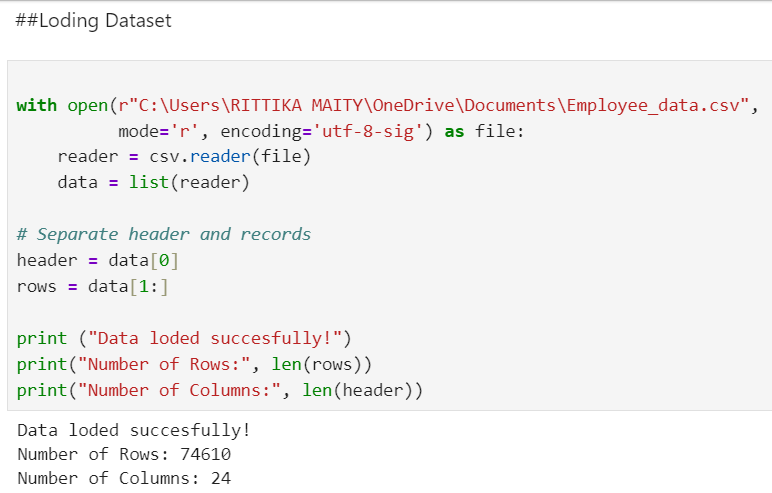 ##Loding Dataset
with open(r"C:\Users\RITTIKA MAITY\OneDrive\Documents\Employee_data.csv",
          mode='r', encoding='utf-8-sig') as file:
    reader = csv.reader(file)
    data = list(reader)
# Separate header and records
header = data[0]
rows = data[1:]
print ("Data loded succesfully!")
print("Number of Rows:", len(rows))
print("Number of Columns:", len(header))
Data loded succesfully!
Number of Rows: 74610
Number of Columns: 24